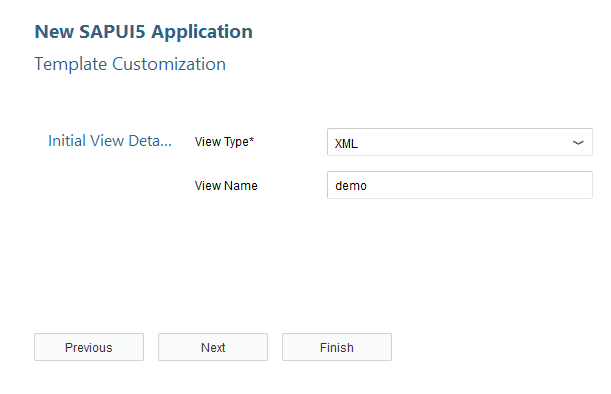 New SAPUI5 Application
Template Customization
Initial View Deta... View Type* XML
View Name demo
Previous Next Finish